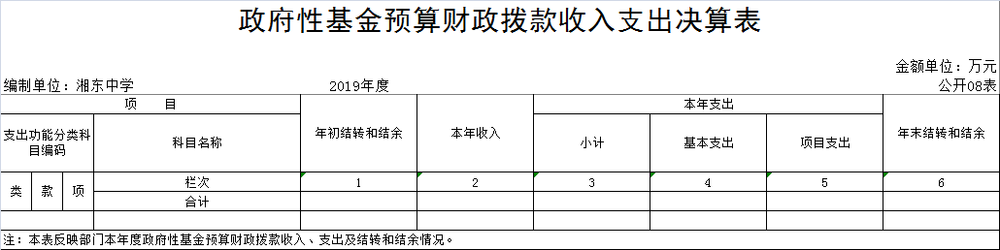 政府性基金预算财政拨款收入支出决算表
金额单位：万元
编制单位：湘东中学 2019年度 公开08表
项 目 年初结转和结余 本年收入 本年支出 年末结转和结余
支出功能分类科目编码 科目名称 小计 基本支出 项目支出
类 款 项 栏次 1 2 3 4 5 6
合计
注：本表反映部门本年度政府性基金预算财政拨款收入、支出及结转和结余情况。